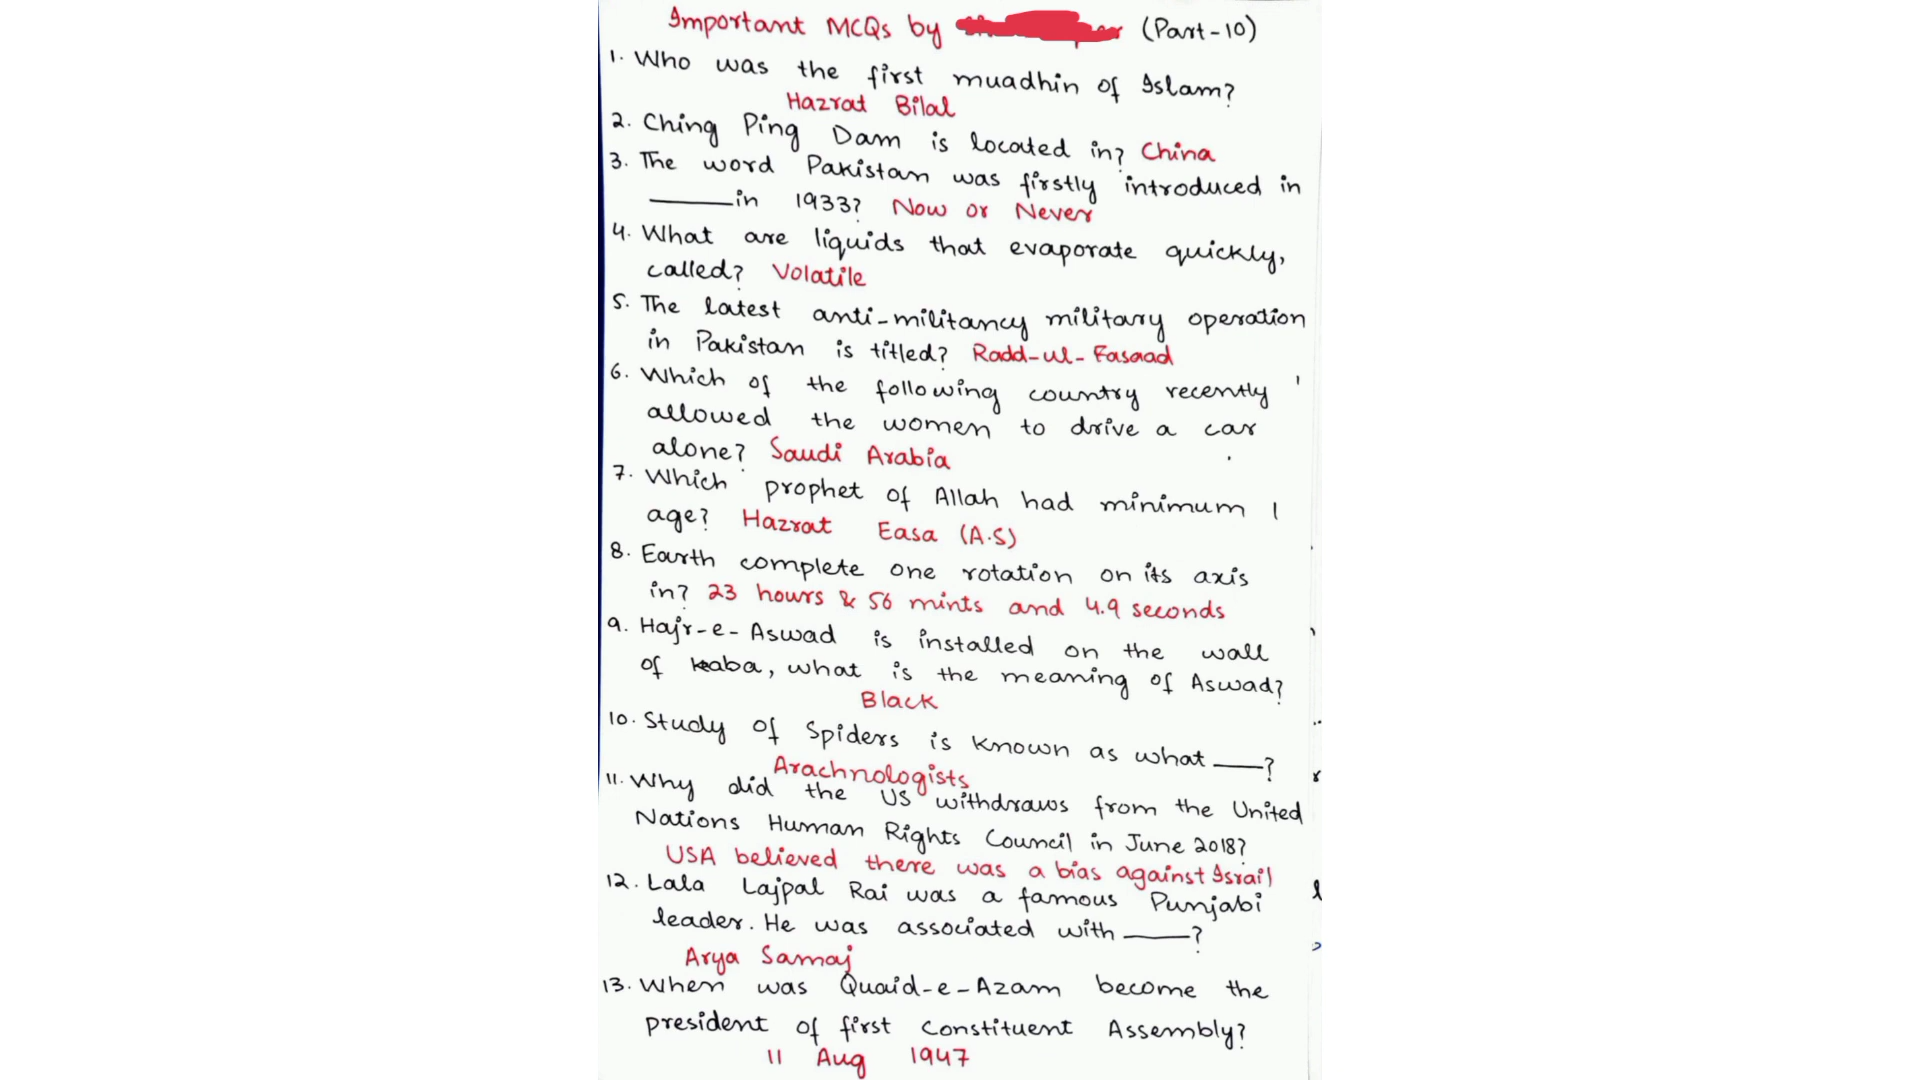 Important MCQs by (Part-10)
1. Who was the first muadhin of Islam?
Hazrat Bilal
2. Ching Ping Dam is located in? China
3. The word Pakistan was firstly introduced in
_____in 1933? Now or Never
4. What are liquids that evaporate quickly,
called? Volatile
5. The latest anti-militancy military operation
in Pakistan is titled? Radd-ul-Fasaad
6. Which of the following country recently
allowed the women to drive a car
alone? Saudi Arabia
7. Which prophet of Allah had minimum
age? Hazrat Easa (A.S)
8. Earth complete one rotation on its axis
in? 23 hours & 56 mints and 4.9 seconds
9. Hajr-e-Aswad is installed on the wall
of kaaba, what is the meaning of Aswad?
Black
10. Study of Spiders is known as what ___?
Arachnologists
11. Why did the US withdraws from the United
Nations Human Rights Council in June 2018?
USA believed there was a bias against Israil
12. Lala Lajpal Rai was a famous Punjabi
leader. He was associated with ____?
Arya Samaj
13. When was Quaid-e-Azam become the
president of first Constituent Assembly?
11 Aug 1947